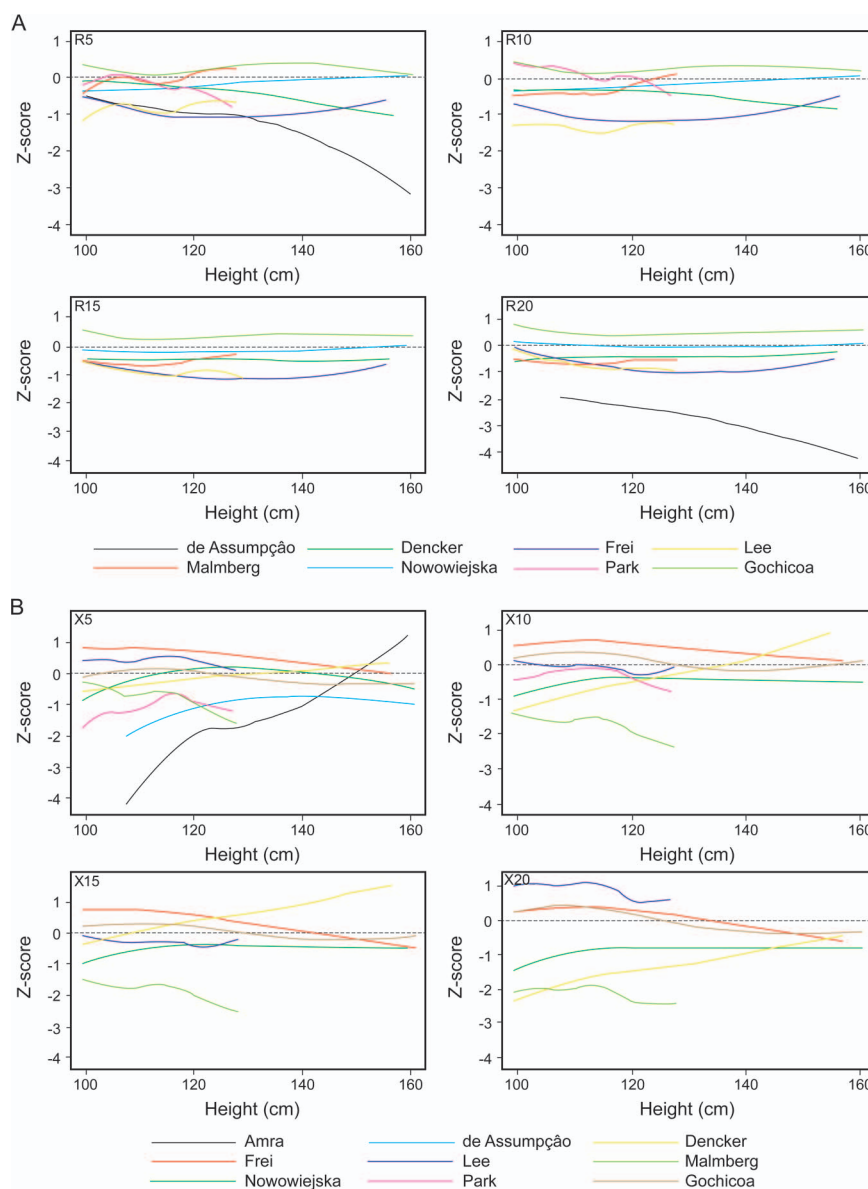 A
R5
1
0
-1
-2
-3
-4
Z-score
100 120 140 160
Height (cm)
R10
1
0
-1
-2
-3
-4
Z-score
100 120 140 160
Height (cm)
R15
1
0
-1
-2
-3
-4
Z-score
100 120 140 160
Height (cm)
R20
1
0
-1
-2
-3
-4
Z-score
100 120 140 160
Height (cm)
de Assumpçâo Dencker Frei Lee
Malmberg Nowowiejska Park Gochicoa
B
X5
1
0
-1
-2
-3
-4
Z-score
100 120 140 160
Height (cm)
X10
1
0
-1
-2
-3
-4
Z-score
100 120 140 160
Height (cm)
X15
1
0
-1
-2
-3
-4
Z-score
100 120 140 160
Height (cm)
X20
1
0
-1
-2
-3
-4
Z-score
100 120 140 160
Height (cm)
Amra de Assumpçâo Dencker
Frei Lee Malmberg
Nowowiejska Park Gochicoa